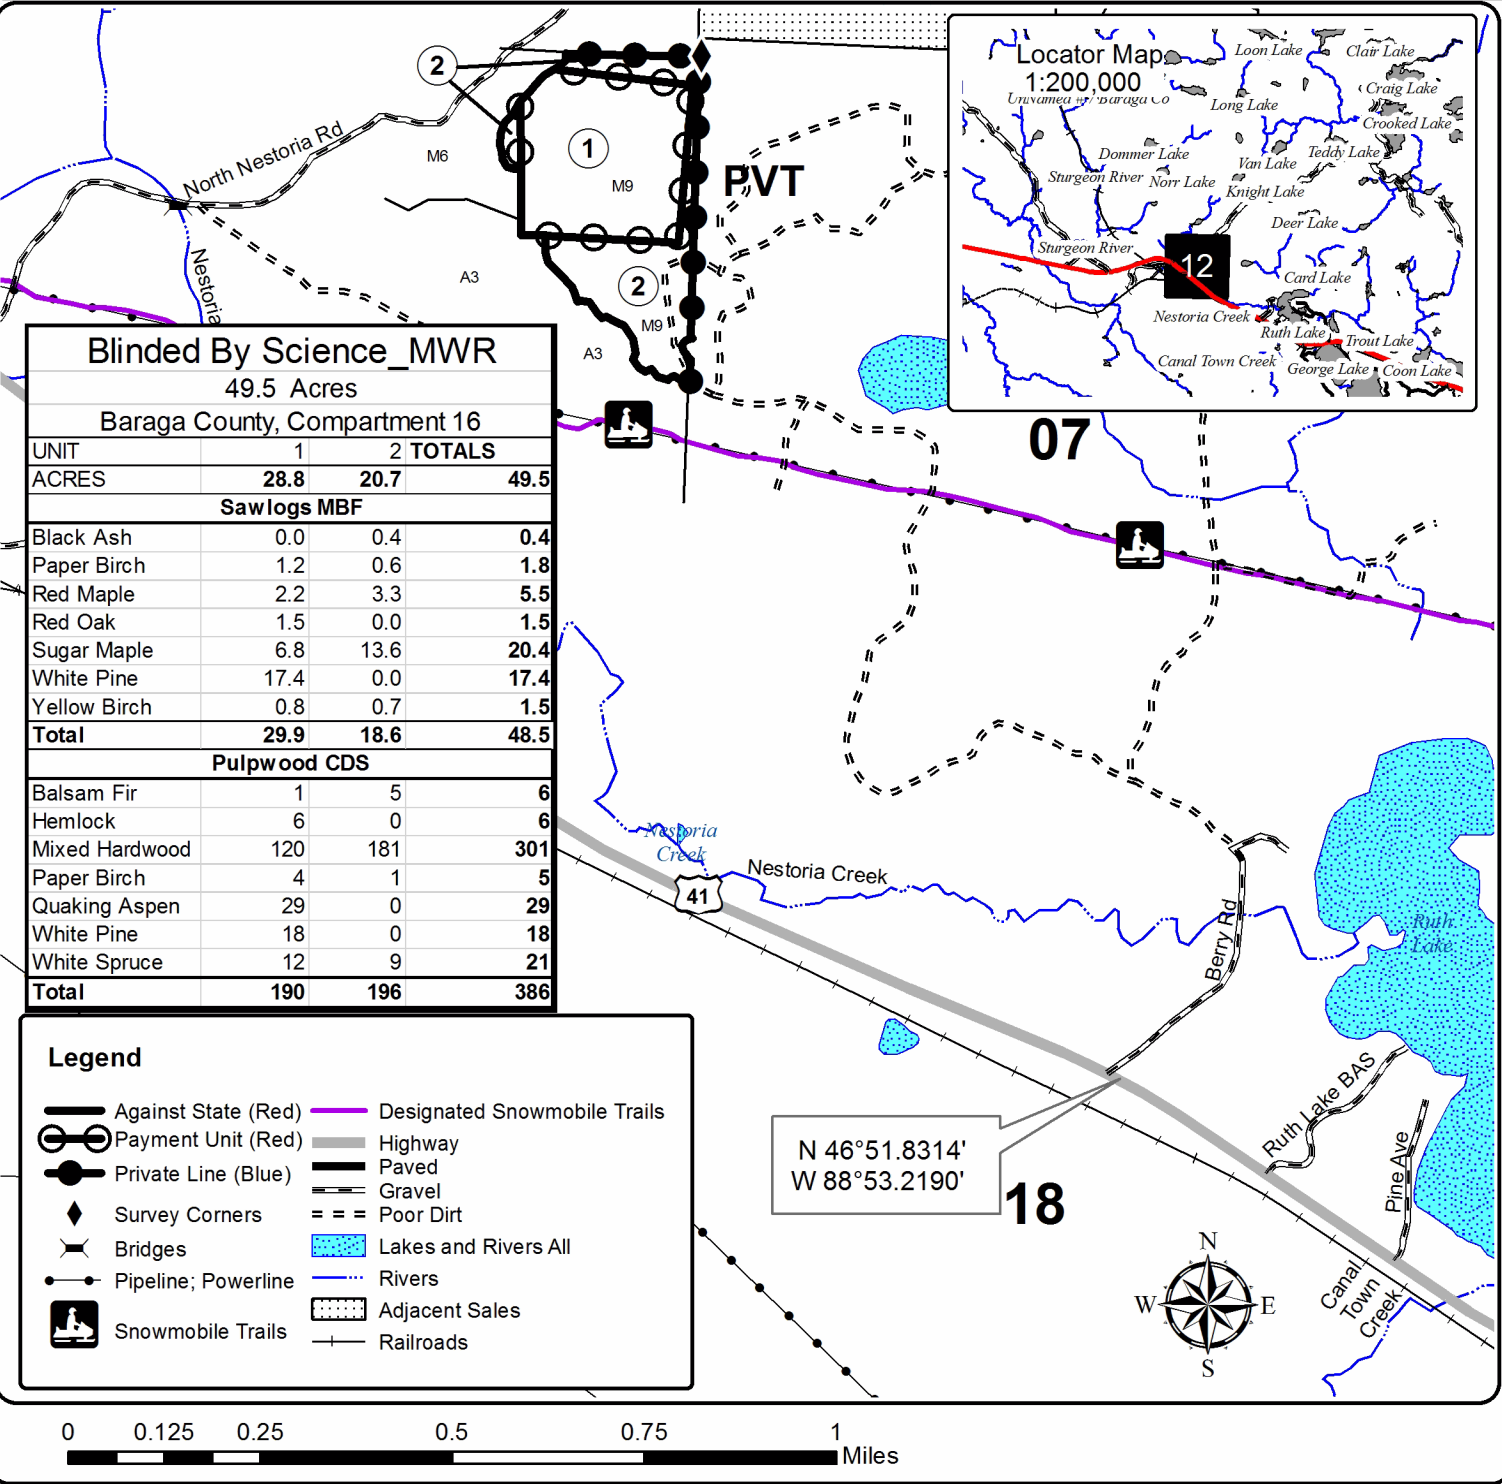 North Nestoria Rd
Nestoria
2
1
M6
M9
PVT
A3
2
M9
A3
Locator Map
1:200,000
Unnamed #7 Baraga Co
Loon Lake
Clair Lake
Craig Lake
Long Lake
Crooked Lake
Dommer Lake
Teddy Lake
Van Lake
Sturgeon River
Norr Lake
Knight Lake
Deer Lake
Sturgeon River
12
Card Lake
Nestoria Creek
Ruth Lake
Trout Lake
Canal Town Creek
George Lake
Coon Lake
07
Blinded By Science_MWR
49.5 Acres
Baraga County, Compartment 16
UNIT 1 2 TOTALS
ACRES 28.8 20.7 49.5
Sawlogs MBF
Black Ash 0.0 0.4 0.4
Paper Birch 1.2 0.6 1.8
Red Maple 2.2 3.3 5.5
Red Oak 1.5 0.0 1.5
Sugar Maple 6.8 13.6 20.4
White Pine 17.4 0.0 17.4
Yellow Birch 0.8 0.7 1.5
Total 29.9 18.6 48.5
Pulpwood CDS
Balsam Fir 1 5 6
Hemlock 6 0 6
Mixed Hardwood 120 181 301
Paper Birch 4 1 5
Quaking Aspen 29 0 29
White Pine 18 0 18
White Spruce 12 9 21
Total 190 196 386
Nestoria
Creek
Nestoria Creek
41
Berry Rd
Ruth
Lake
Ruth Lake BAS
Pine Ave
N 46°51.8314'
W 88°53.2190'
18
Canal
Town
Creek
N
W E
S
Legend
Against State (Red)
Payment Unit (Red)
Private Line (Blue)
Survey Corners
Bridges
Pipeline; Powerline
Snowmobile Trails
Designated Snowmobile Trails
Highway
Paved
Gravel
Poor Dirt
Lakes and Rivers All
Rivers
Adjacent Sales
Railroads
0 0.125 0.25 0.5 0.75 1
Miles